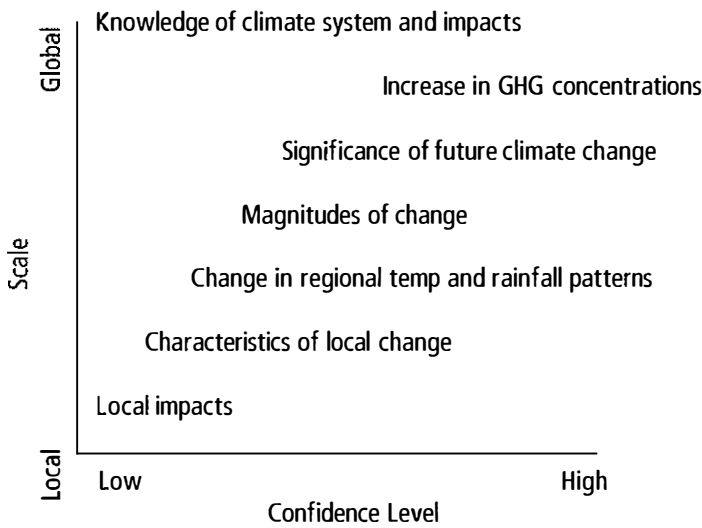 Knowledge of climate system and impacts
Global
Increase in GHG concentrations
Significance of future climate change
Magnitudes of change
Scale
Change in regional temp and rainfall patterns
Characteristics of local change
Local impacts
Local
Low
High
Confidence Level